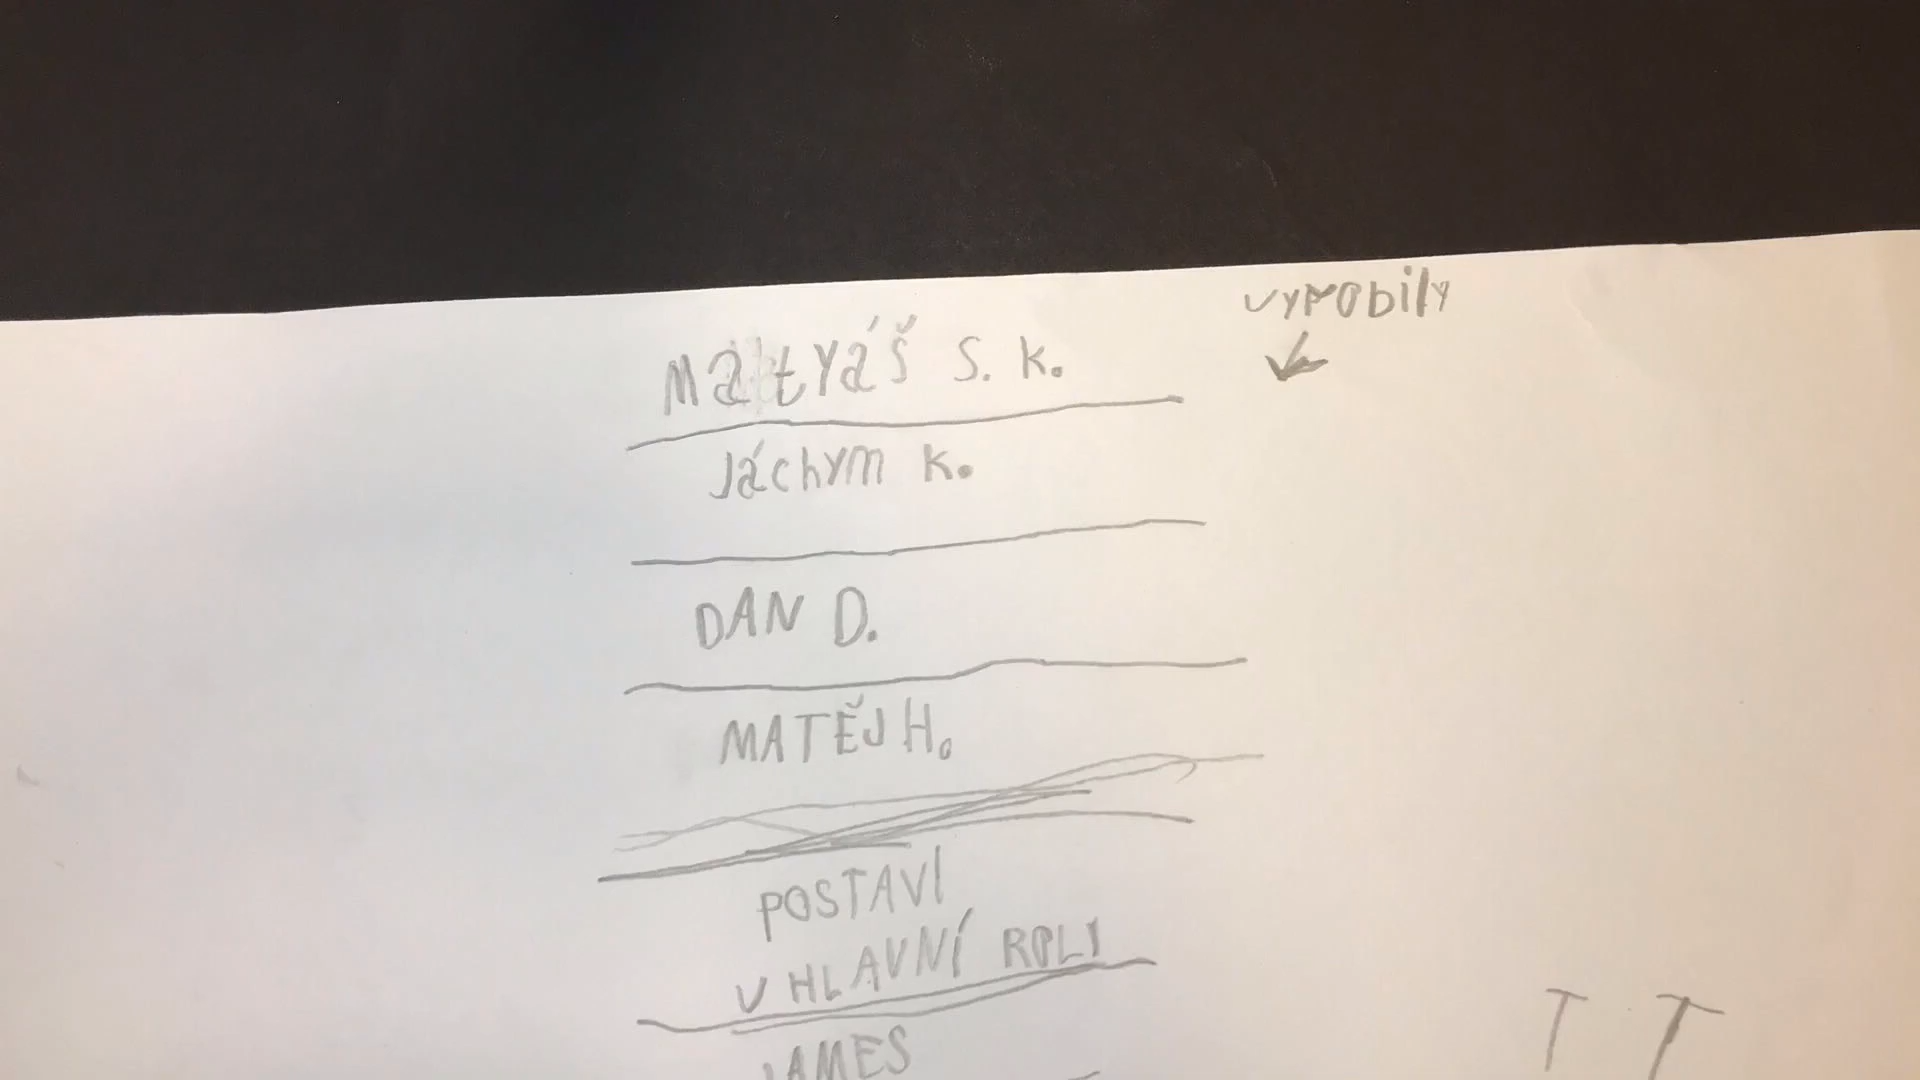 vyrobily
Matyáš S. K.
Jáchym K.
DAN D.
MATĚJ H.
POSTAVI
V HLAVNÍ ROLI
JAMES
T T